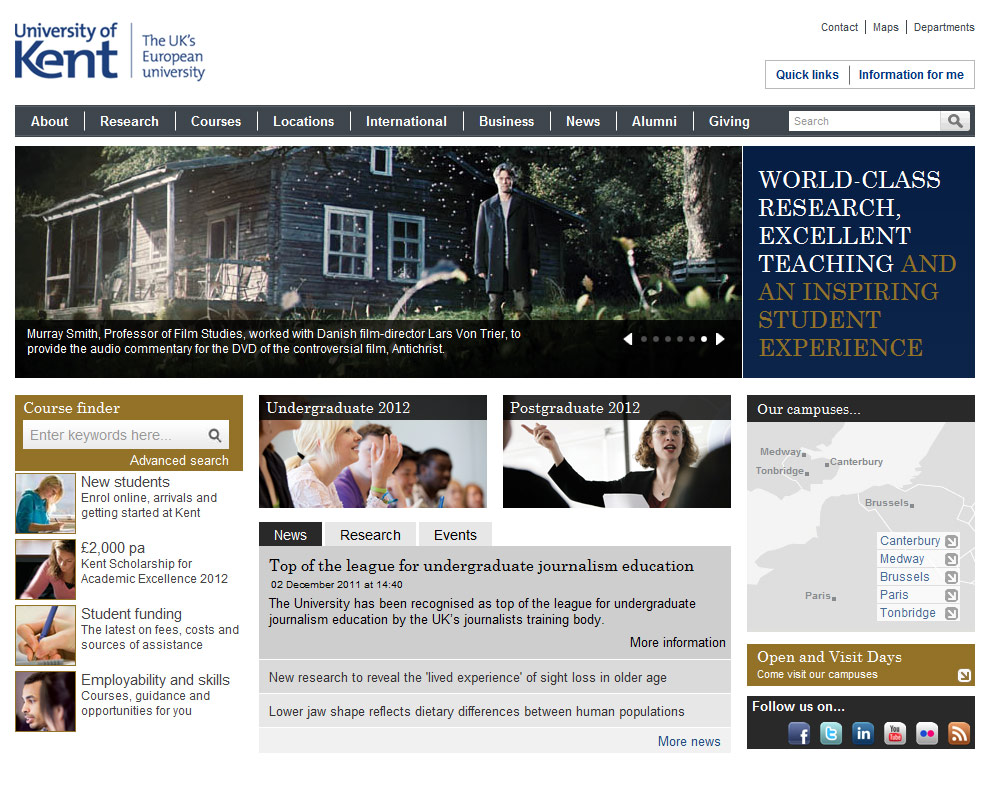 University of
Kent
The UK's
European
university
Contact | Maps | Departments
Quick links | Information for me
About | Research | Courses | Locations | International | Business | News | Alumni | Giving
Search
Murray Smith, Professor of Film Studies, worked with Danish film-director Lars Von Trier, to
provide the audio commentary for the DVD of the controversial film, Antichrist.
WORLD-CLASS
RESEARCH,
EXCELLENT
TEACHING AND
AN INSPIRING
STUDENT
EXPERIENCE
Course finder
Enter keywords here...
Advanced search
New students
Enrol online, arrivals and
getting started at Kent
£2,000 pa
Kent Scholarship for
Academic Excellence 2012
Student funding
The latest on fees, costs and
sources of assistance
Employability and skills
Courses, guidance and
opportunities for you
Undergraduate 2012
Postgraduate 2012
News
Research
Events
Top of the league for undergraduate journalism education
02 December 2011 at 14:40
The University has been recognised as top of the league for undergraduate
journalism education by the UK's journalists training body.
More information
New research to reveal the 'lived experience' of sight loss in older age
Lower jaw shape reflects dietary differences between human populations
More news
Our campuses...
Medway
Canterbury
Tonbridge
Brussels
Paris
Canterbury
Medway
Brussels
Paris
Tonbridge
Open and Visit Days
Come visit our campuses
Follow us on...
f
t
in
You
Tube